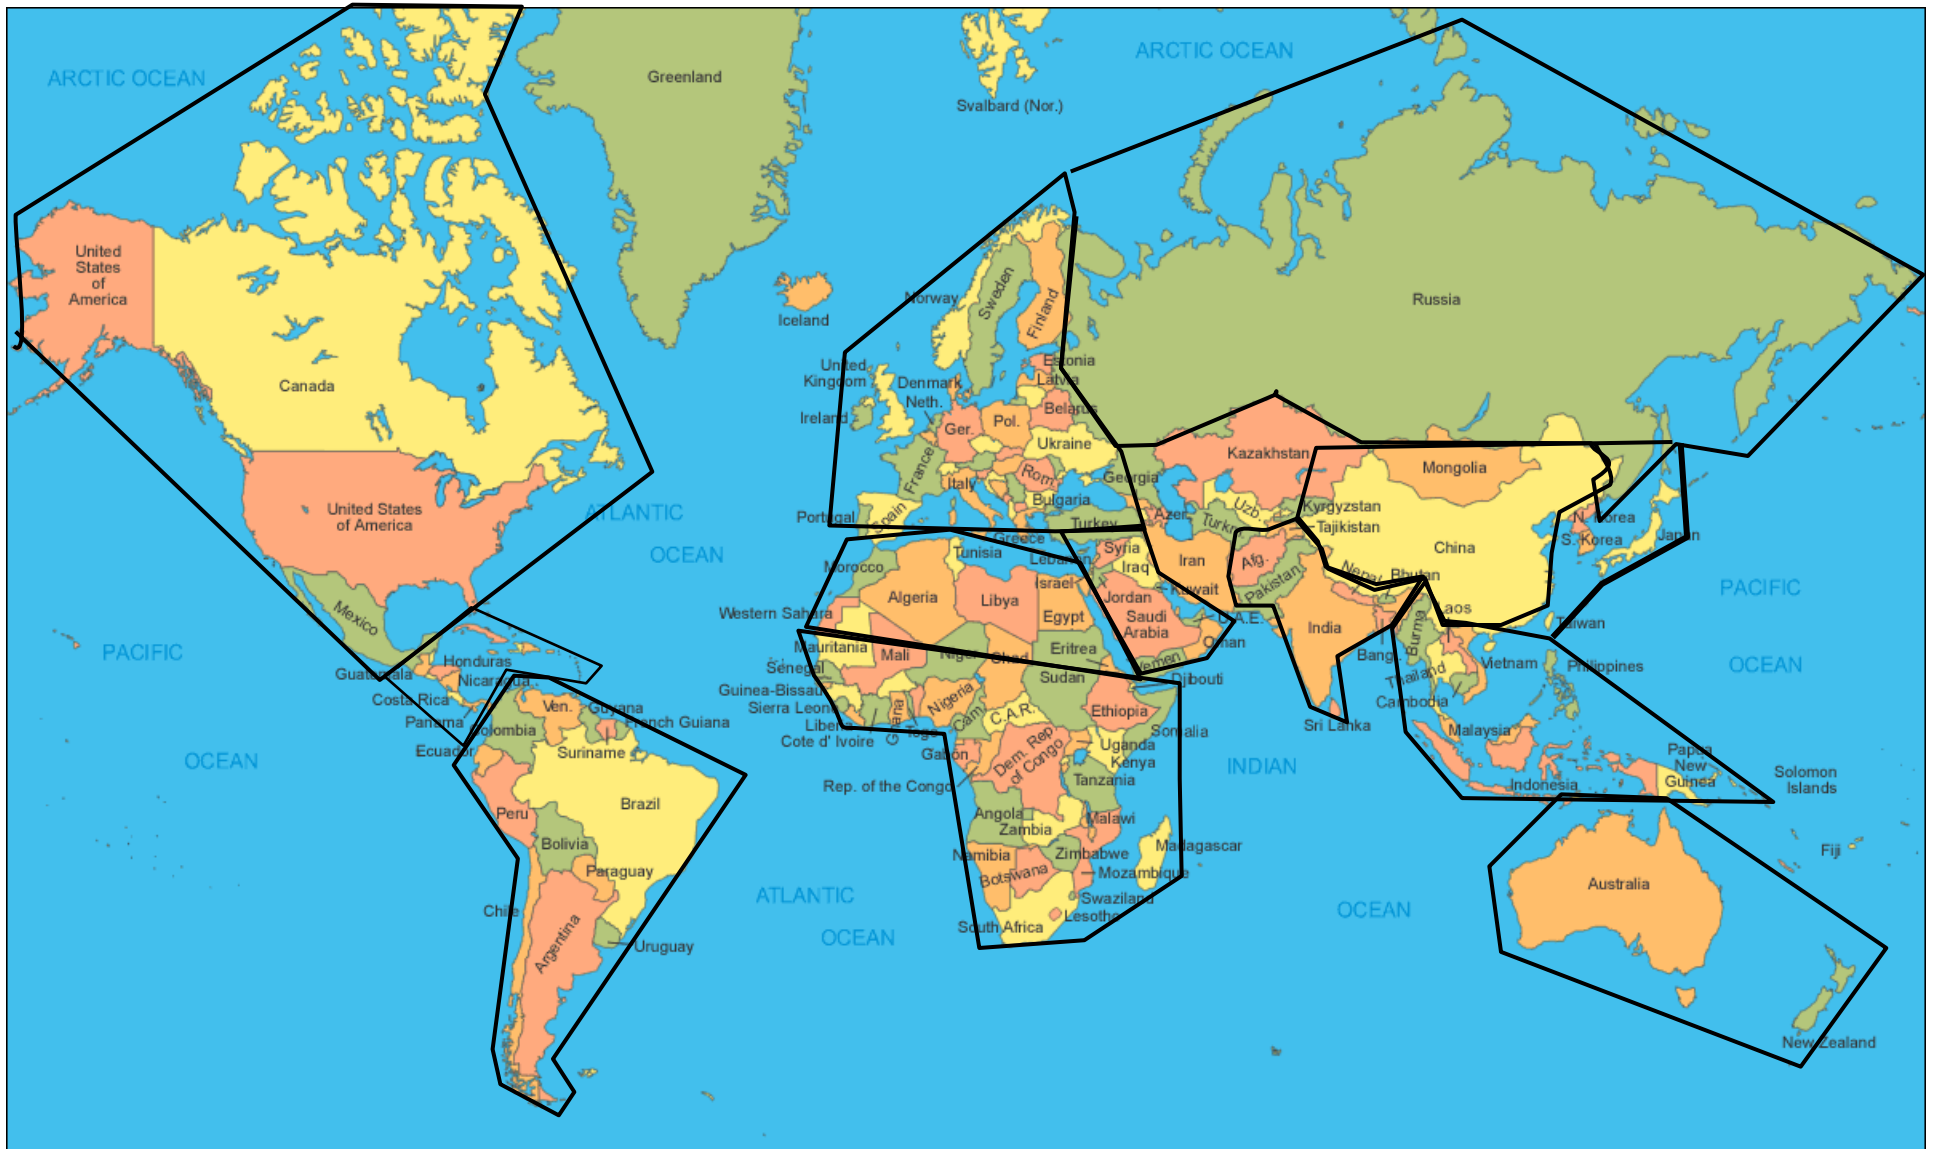 ARCTIC OCEAN
Greenland
ARCTIC OCEAN
Svalbard (Nor.)
United
States
of
America
Canada
Iceland
Norway
Sweden
Finland
Russia
United
Kingdom
Ireland
Denmark
Neth.
Estonia
Latvia
Belarus
Ger.
Pol.
Ukraine
France
Rom.
Italy
Bulgaria
Georgia
Kazakhstan
Mongolia
Portugal
Spain
Greece
Turkey
Azer.
Uzb.
Turkm
Kyrgyzstan
Tajikistan
N. Korea
S. Korea
Japan
China
United States
of America
ATLANTIC
OCEAN
Tunisia
Lebanon
Syria
Iraq
Iran
Afg.
Pakistan
Nepal
Bhutan
Morocco
Israel
Jordan
Kuwait
Algeria
Libya
Egypt
Saudi
Arabia
U.A.E.
Oman
India
Bang.
Burma
Laos
Taiwan
PACIFIC
OCEAN
Western Sahara
Mexico
PACIFIC
OCEAN
Mauritania
Mali
Niger
Chad
Eritrea
Sudan
Yemen
Djibouti
Vietnam
Thailand
Philippines
Cambodia
Guatemala
Honduras
Nicaragua
Costa Rica
Panama
Senegal
Guinea-Bissau
Sierra Leone
Liberia
Cote d' Ivoire
Ghana
Togo
Nigeria
Cam.
C.A.R.
Ethiopia
Somalia
Sri Lanka
Malaysia
Ven.
Guyana
French Guiana
Colombia
Suriname
Ecuador
Gabon
Rep. of the Congo
Dem. Rep
of Congo
Uganda
Kenya
Tanzania
INDIAN
OCEAN
Indonesia
Papua
New
Guinea
Solomon
Islands
Peru
Brazil
Bolivia
Paraguay
Chile
Argentina
Uruguay
ATLANTIC
OCEAN
Angola
Zambia
Malawi
Namibia
Zimbabwe
Botswana
Mozambique
Madagascar
Swaziland
Lesotho
South Africa
Fiji
Australia
New Zealand